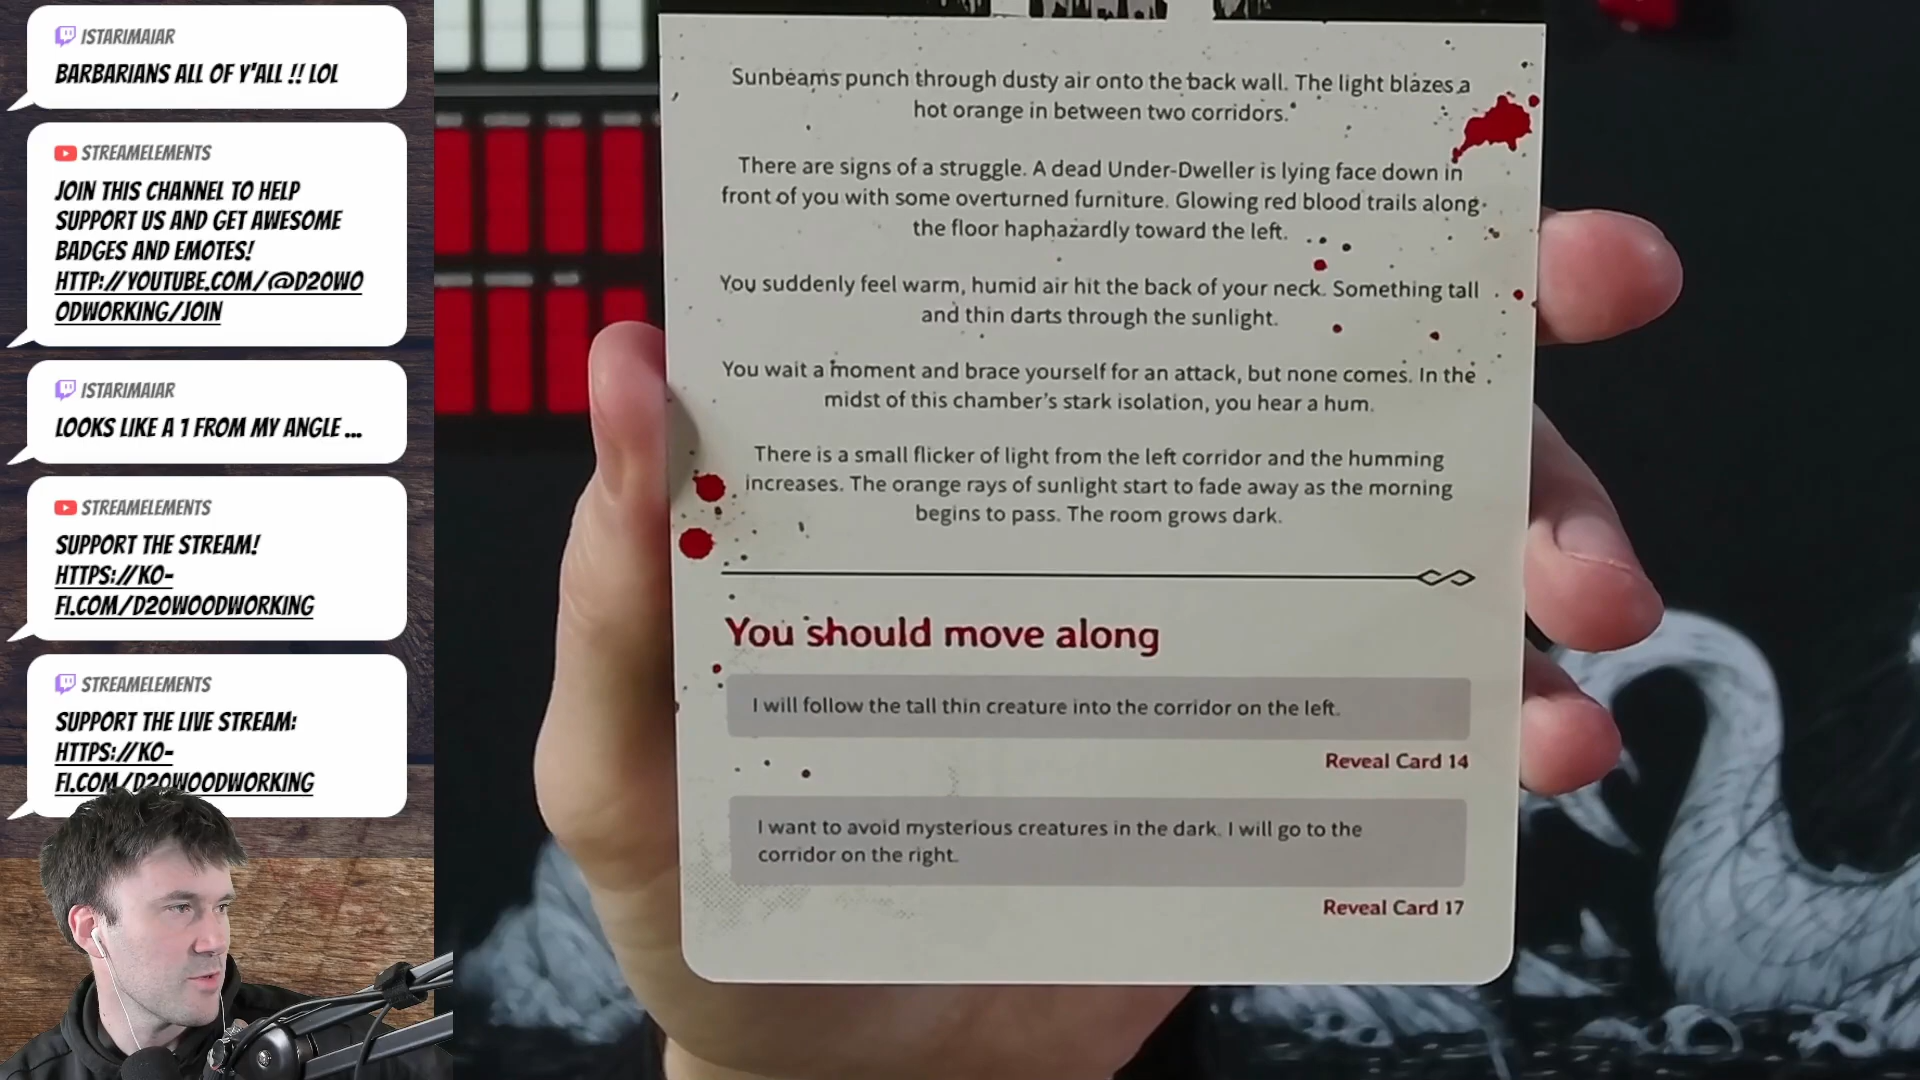 ISTARIMAIAR
BARBARIANS ALL OF Y'ALL !! LOL
STREAMELEMENTS
JOIN THIS CHANNEL TO HELP
SUPPORT US AND GET AWESOME
BADGES AND EMOTES!
HTTP://YOUTUBE.COM/@D20WO
ODWORKING/JOIN
ISTARIMAIAR
LOOKS LIKE A 1 FROM MY ANGLE ...
STREAMELEMENTS
SUPPORT THE STREAM!
HTTPS://KO-
FI.COM/D20WOODWORKING
STREAMELEMENTS
SUPPORT THE LIVE STREAM:
HTTPS://KO-
FI.COM/D20WOODWORKING
Sunbeams punch through dusty air onto the back wall. The light blazes a
hot orange in between two corridors.
There are signs of a struggle. A dead Under-Dweller is lying face down in
front of you with some overturned furniture. Glowing red blood trails along
the floor haphazardly toward the left.
You suddenly feel warm, humid air hit the back of your neck. Something tall
and thin darts through the sunlight.
You wait a moment and brace yourself for an attack, but none comes. In the
midst of this chamber's stark isolation, you hear a hum.
There is a small flicker of light from the left corridor and the humming
increases. The orange rays of sunlight start to fade away as the morning
begins to pass. The room grows dark.
You should move along
I will follow the tall thin creature into the corridor on the left.
Reveal Card 14
I want to avoid mysterious creatures in the dark. I will go to the
corridor on the right.
Reveal Card 17